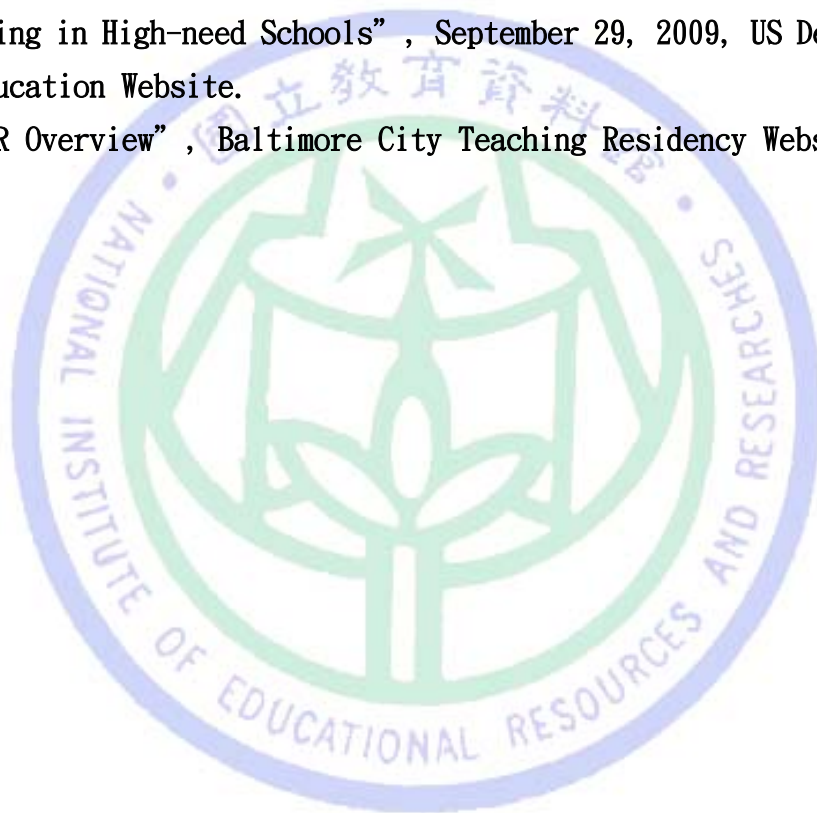 ing in High-need Schools”, September 29, 2009, US De
ucation Website.
R Overview”, Baltimore City Teaching Residency Webs
國立教育資料館
NATIONAL INSTITUTE OF EDUCATIONAL RESOURCES AND RESEARCHES